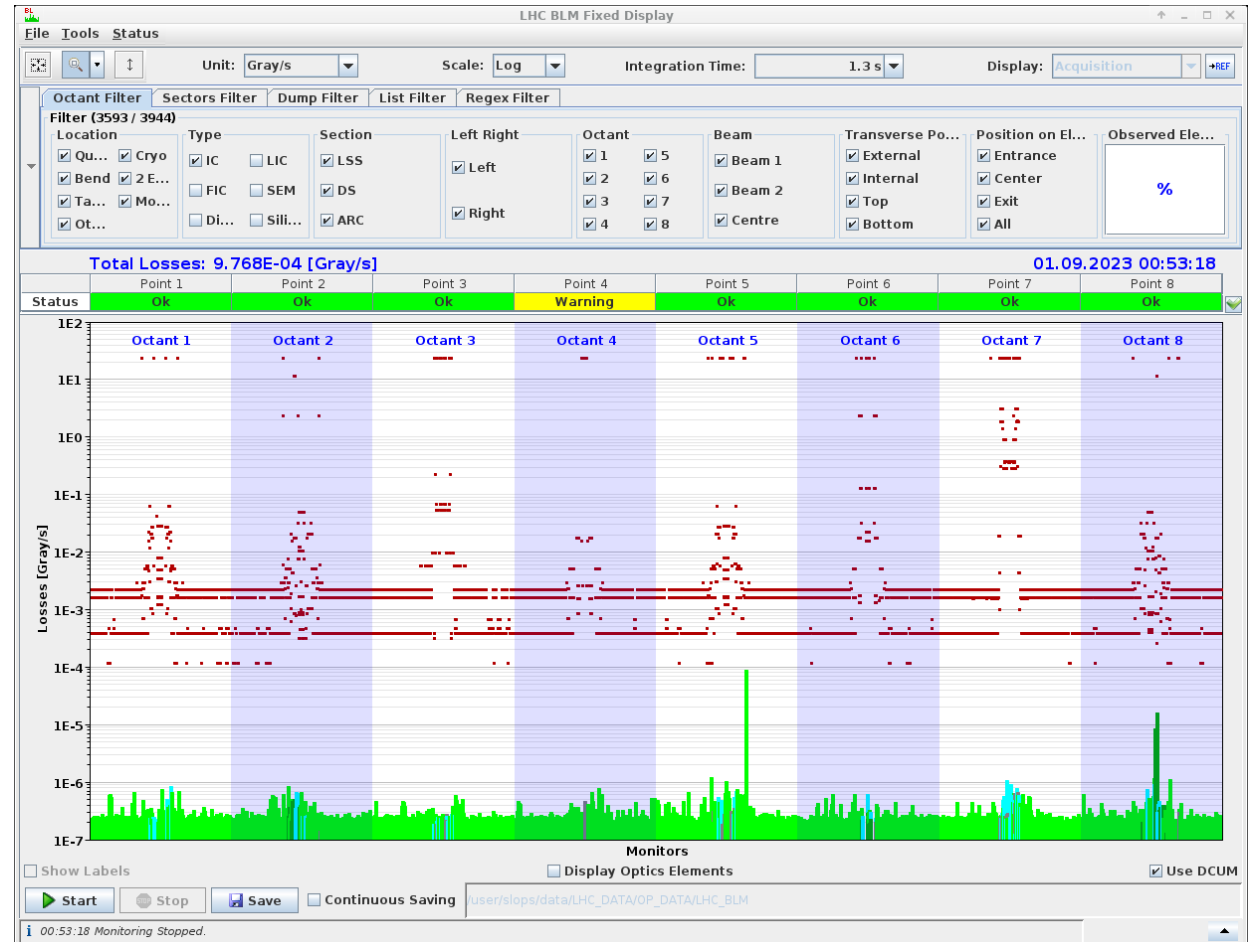 BL
LHC BLM Fixed Display
File Tools Status
Unit: Gray/s Scale: Log Integration Time: 1.3 s Display: Acquisition REF
Octant Filter Sectors Filter Dump Filter List Filter Regex Filter
Filter (3593 / 3944)
Location Type Section Left Right Octant Beam Transverse Po... Position on El... Observed Ele...
Qu... Cryo IC LIC LSS Left 1 5 Beam 1 External Entrance
Bend 2 E... FIC SEM DS Right 2 6 Beam 2 Internal Center %
Ta... Mo... Di... Sili... ARC 3 7 Centre Top Exit
Ot... 4 8 Bottom All
Total Losses: 9.768E-04 [Gray/s] 01.09.2023 00:53:18
Point 1 Point 2 Point 3 Point 4 Point 5 Point 6 Point 7 Point 8
Status Ok Ok Ok Warning Ok Ok Ok Ok
1E2
Octant 1 Octant 2 Octant 3 Octant 4 Octant 5 Octant 6 Octant 7 Octant 8
1E1
1E0
1E-1
1E-2
1E-3
1E-4
1E-5
1E-6
1E-7
Losses [Gray/s]
Monitors
Show Labels Display Optics Elements Use DCUM
Start Stop Save Continuous Saving /user/slops/data/LHC_DATA/OP_DATA/LHC_BLM
i 00:53:18 Monitoring Stopped.